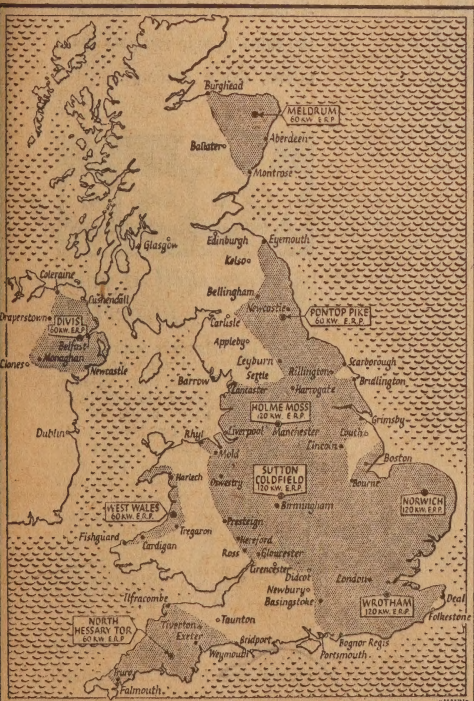 Burghead
MELDRUM
60 KW. E.R.P.
Ballater
Aberdeen
Montrose
Glasgow
Edinburgh
Eyemouth
Kelso
Coleraine
Cushendall
Bellingham
Draperstown
DIVIS
60 KW. E.R.P.
Newcastle
PONTOP PIKE
60 KW. E.R.P.
Carlisle
Belfast
Appleby
Monaghan
Clones
Newcastle
Leyburn
Rillington
Scarborough
Settle
Barrow
Bridlington
Lancaster
Harrogate
HOLME MOSS
120 KW. E.R.P.
Grimsby
Dublin
Rhyl
Liverpool
Manchester
Louth
Lincoln
Mold
Boston
Harlech
SUTTON
COLDFIELD
120 KW. E.R.P.
Bourne
Oswestry
NORWICH
120 KW. E.R.P.
WEST WALES
60 KW. E.R.P.
Birmingham
Presteign
Tregaron
Fishguard
Cardigan
Hereford
Ross
Gloucester
Cirencester
Didcot
London
Newbury
Basingstoke
Deal
WROTHAM
120 KW. E.R.P.
Folkestone
Ilfracombe
NORTH
HESSARY TOR
60 KW E.R.P.
Taunton
Tiverton
Exeter
Bridport
Bognor Regis
Weymouth
Portsmouth
Truro
Falmouth